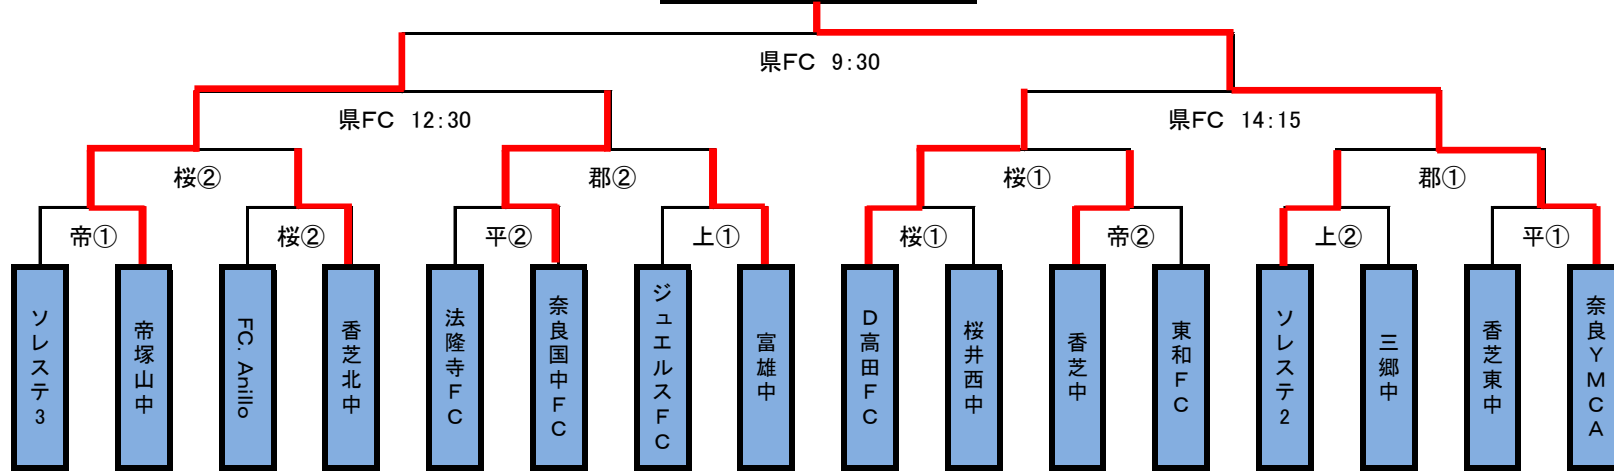 県FC 9:30
県FC 12:30
県FC 14:15
桜②
郡②
桜①
郡①
帝①
桜②
平②
上①
桜①
帝②
上②
平①
ソレステ3
帝塚山中
FC. Anillo
香芝北中
法隆寺FC
奈良国中FC
ジュエルスFC
富雄中
D高田FC
桜井西中
香芝中
東和FC
ソレステ2
三郷中
香芝東中
奈良YMCA